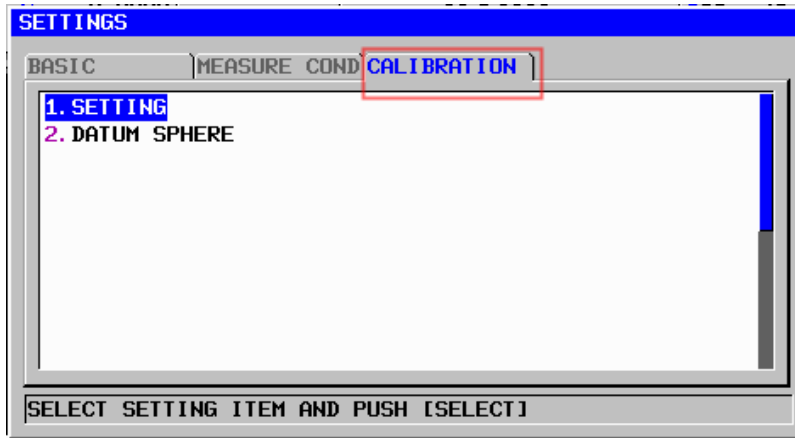 SETTINGS
BASIC MEASURE COND CALIBRATION
1.SETTING
2.DATUM SPHERE
SELECT SETTING ITEM AND PUSH [SELECT]